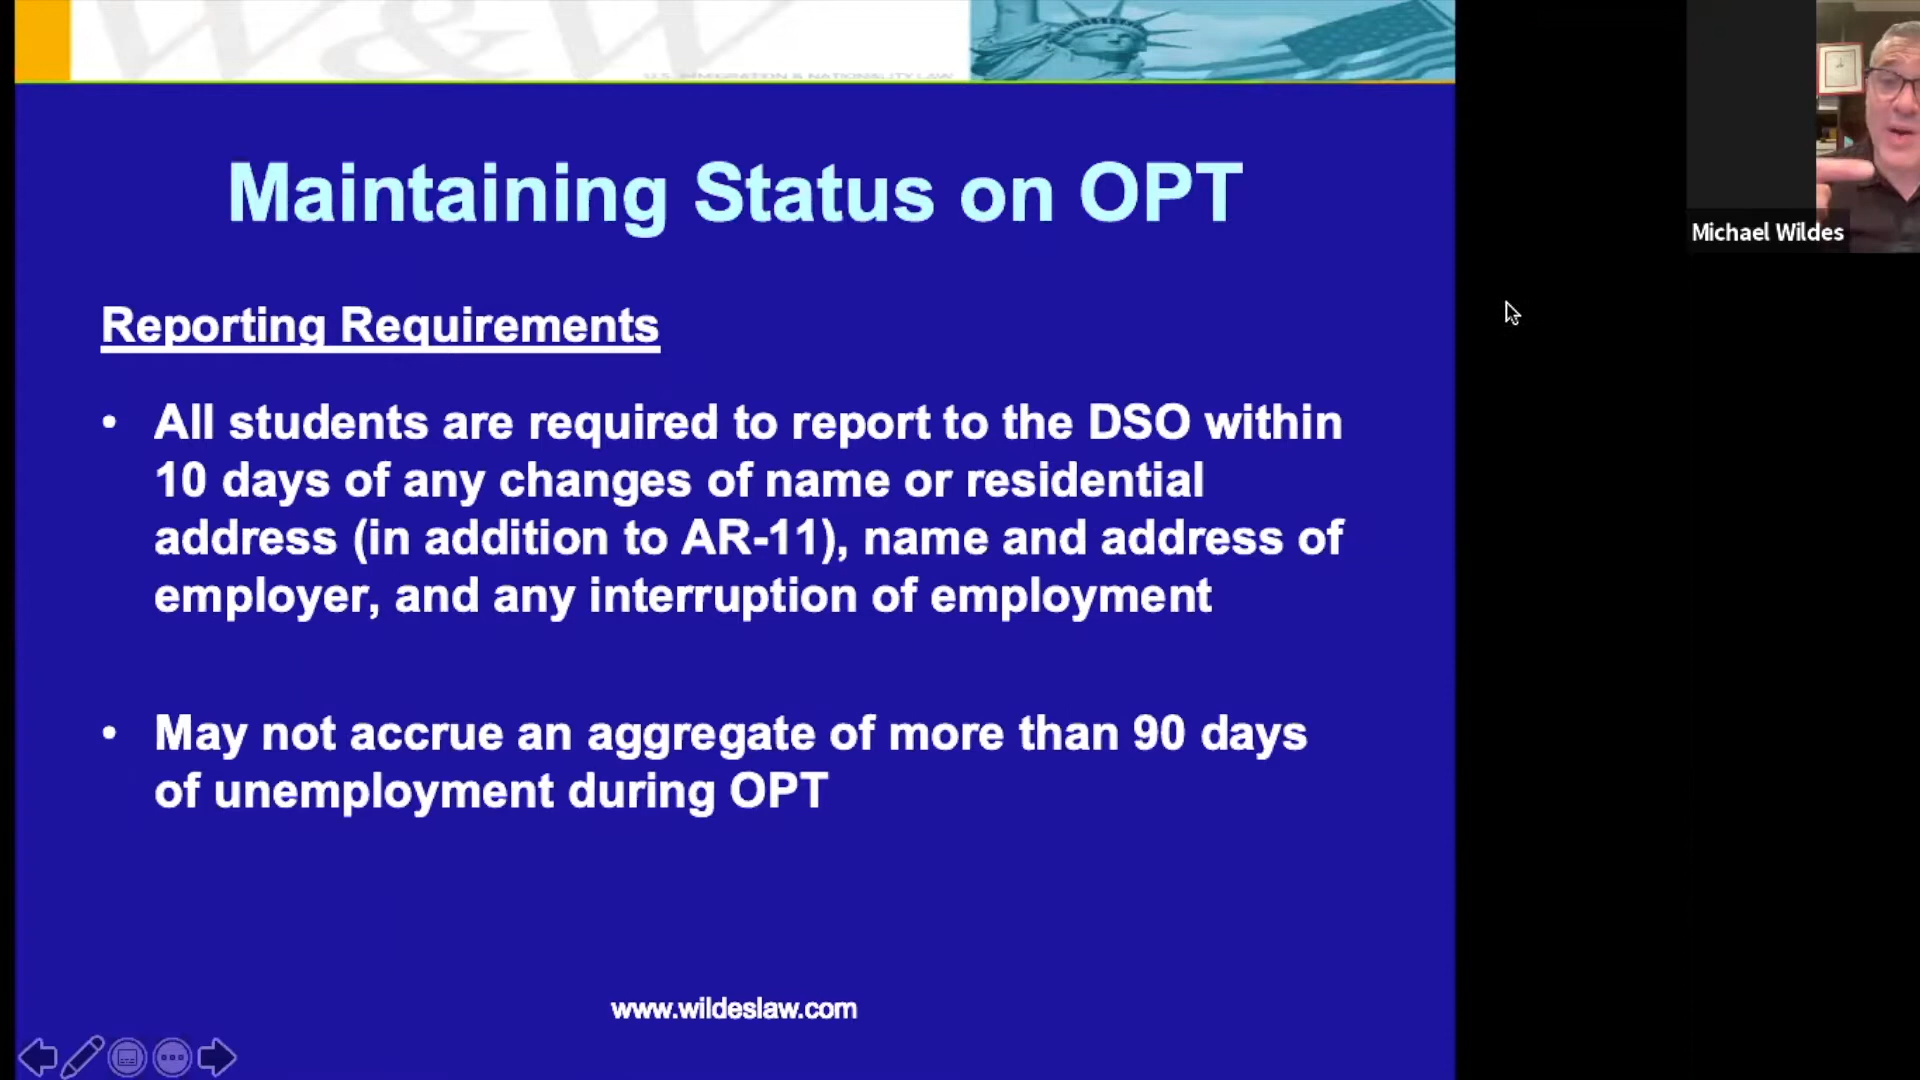 W&W
U.S. IMMIGRATION & NATIONALITY LAW
Michael Wildes
Maintaining Status on OPT
Reporting Requirements
• All students are required to report to the DSO within
10 days of any changes of name or residential
address (in addition to AR-11), name and address of
employer, and any interruption of employment
• May not accrue an aggregate of more than 90 days
of unemployment during OPT
www.wildeslaw.com